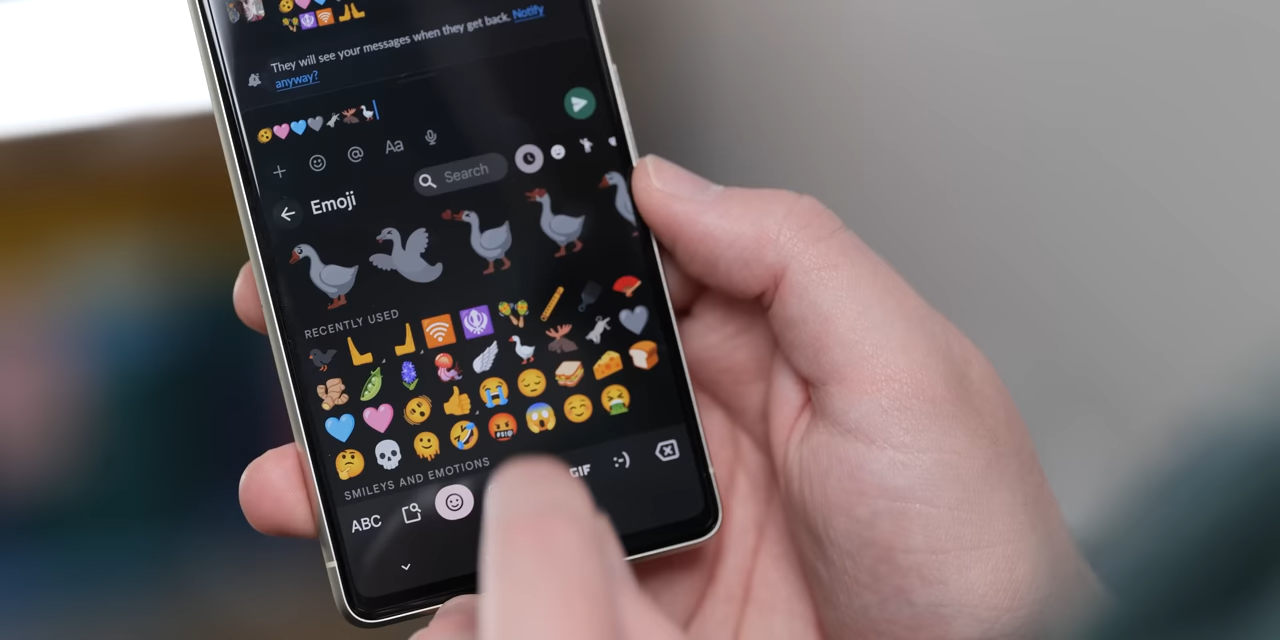 They will see your messages when they get back. Notify
anyway?
@ Aa
Search
Emoji
RECENTLY USED
SMILEYS AND EMOTIONS
ABC GIF :-)